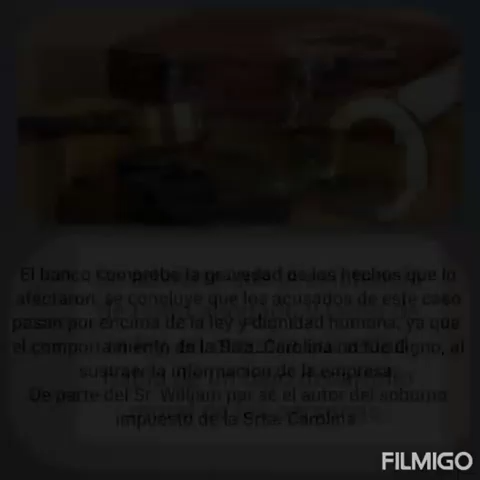 El banco comprobo la gravedad de los hechos que lo
afectaron, se concluye que los acusados de este caso
pasan por encima de la ley y dignidad humana, ya que
el comportamiento de la Srta. Carolina no fue digno, al
sustraer la informacion de la empresa.
De parte del Sr. William por se el autor del soborno
impuesto de la Srta. Carolina
FILMIGO